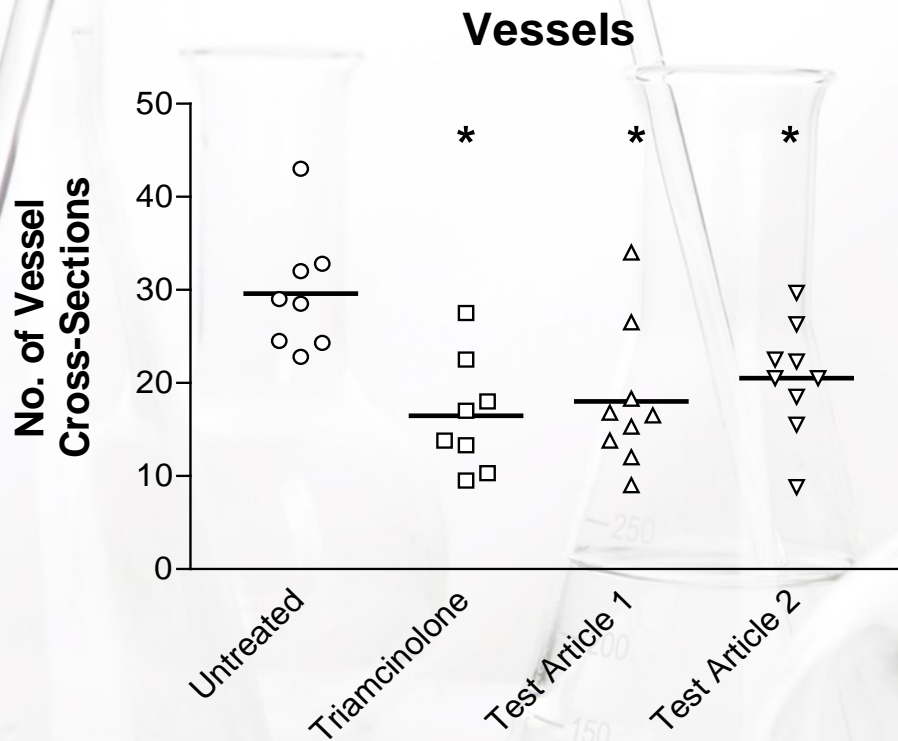 Vessels
No. of Vessel
Cross-Sections
50
40
30
20
10
0
*
*
*
Untreated
Triamcinolone
Test Article 1
Test Article 2
250
200
150